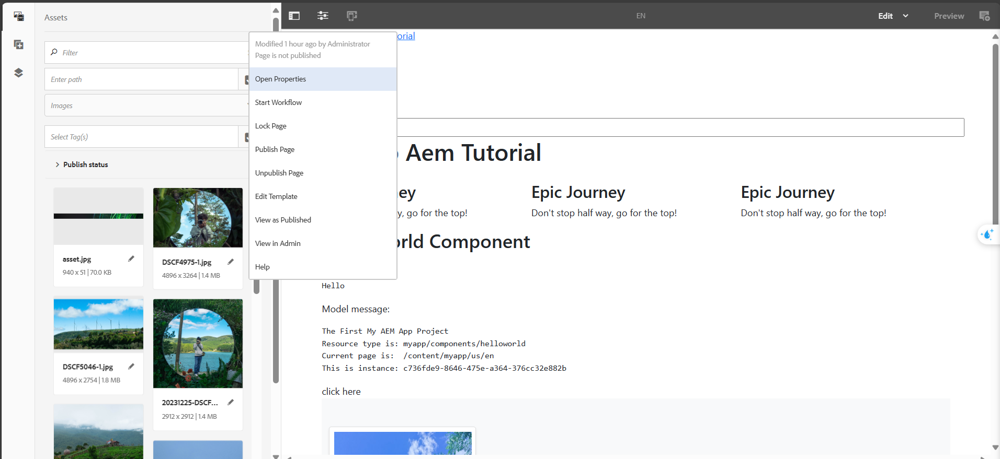 Assets
EN
Edit
Preview
Filter
Enter path
Images
Select Tag(s)
Publish status
asset.jpg
940 x 51 | 70.0 KB
DSCF4975-1.jpg
4896 x 3264 | 1.4 MB
DSCF5046-1.jpg
4896 x 2754 | 1.8 MB
20231225-DSCF...
2912 x 2912 | 1.4 MB
Modified 1 hour ago by Administrator
Page is not published
Open Properties
Start Workflow
Lock Page
Publish Page
Unpublish Page
Edit Template
View as Published
View in Admin
Help
orial
Aem Tutorial
ey
y, go for the top!
Epic Journey
Don't stop half way, go for the top!
Epic Journey
Don't stop half way, go for the top!
orld Component
Hello
Model message:
The First My AEM App Project
Resource type is: myapp/components/helloworld
Current page is:  /content/myapp/us/en
This is instance: c736fde9-8646-475e-a364-376cc32e882b
click here